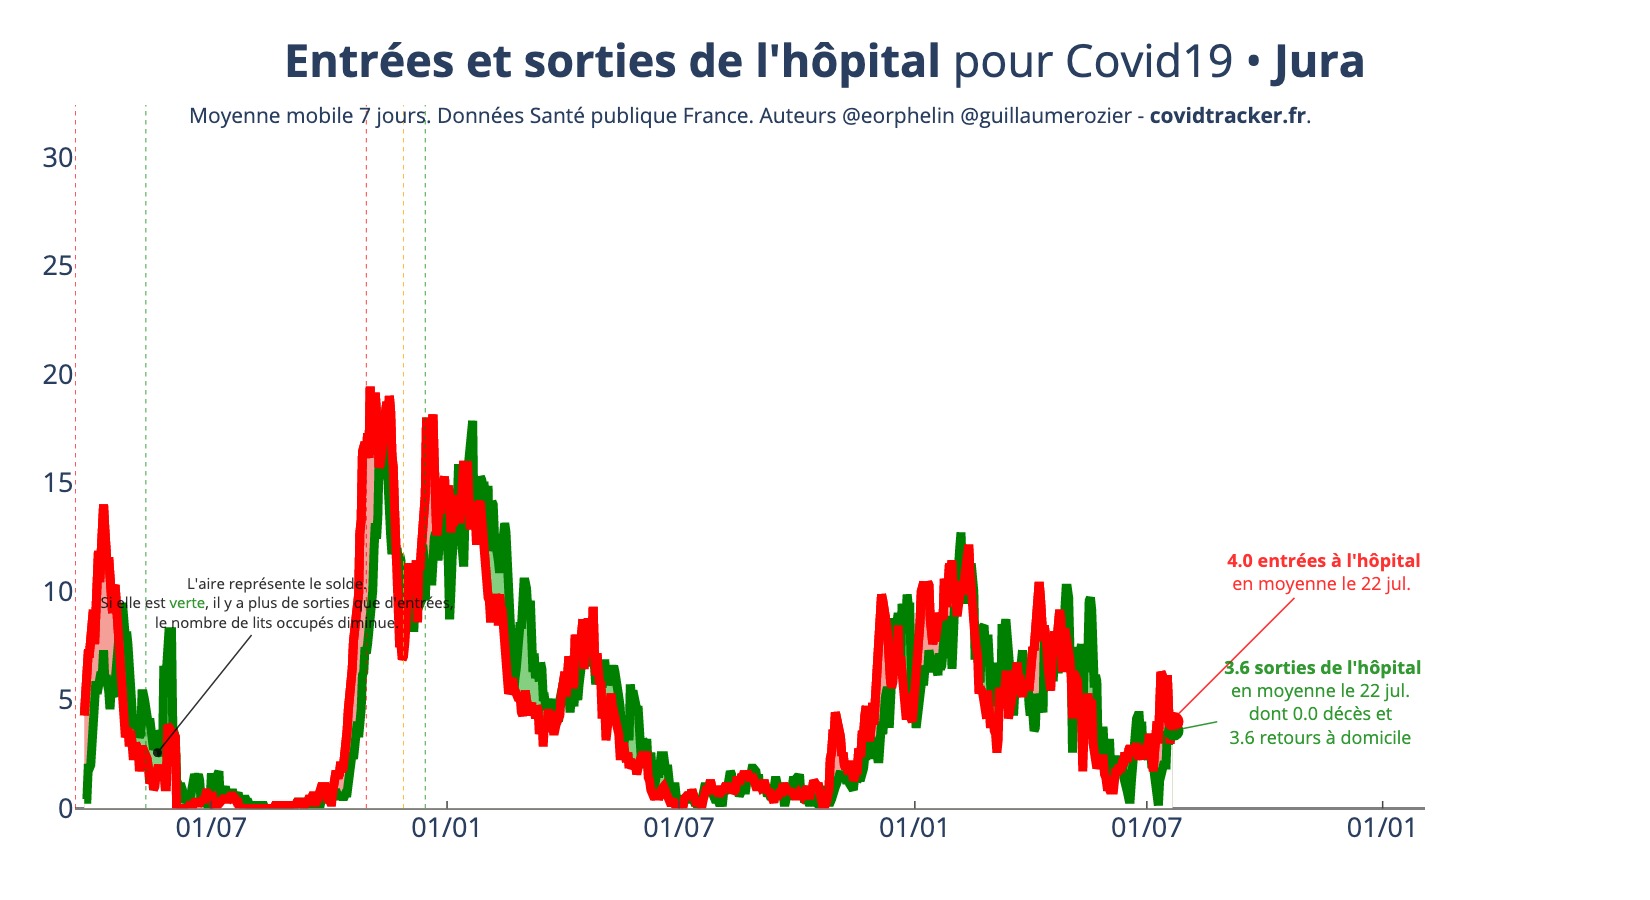 Entrées et sorties de l'hôpital pour Covid19 • Jura
Moyenne mobile 7 jours. Données Santé publique France. Auteurs @eorphelin @guillaumerozier - covidtracker.fr.
30
25
20
15
10
5
0
L'aire représente le solde.
Si elle est verte, il y a plus de sorties que d'entrées,
le nombre de lits occupés diminue.
4.0 entrées à l'hôpital
en moyenne le 22 jul.
3.6 sorties de l'hôpital
en moyenne le 22 jul.
dont 0.0 décès et
3.6 retours à domicile
01/07
01/01
01/07
01/01
01/07
01/01